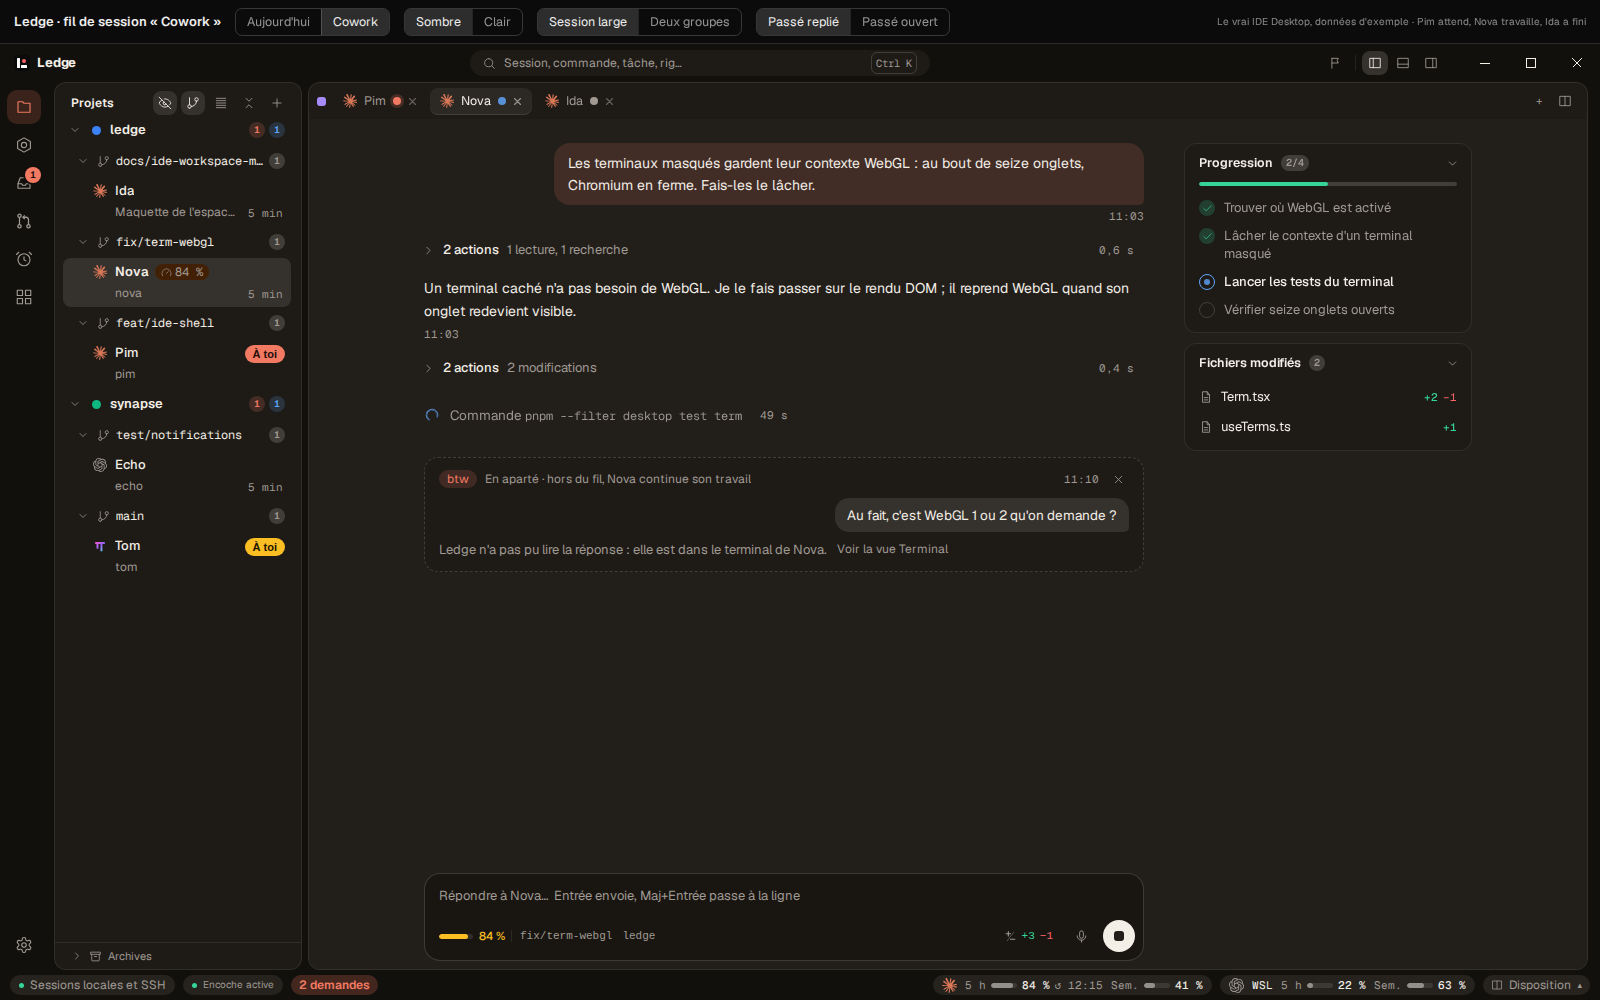 Ledge · fil de session « Cowork » Aujourd'hui Cowork Sombre Clair Session large Deux groupes Passé replié Passé ouvert Le vrai IDE Desktop, données d'exemple · Pim attend, Nova travaille, Ida a fini
Ledge Session, commande, tâche, rig… Ctrl K
Projets
ledge 1 1
docs/ide-workspace-m… 1
Ida
Maquette de l'espac… 5 min
fix/term-webgl 1
Nova 84 %
nova 5 min
feat/ide-shell 1
Pim À toi
pim
synapse 1 1
test/notifications 1
Echo
echo 5 min
main 1
Tom À toi
tom
Archives
1
Pim Nova Ida
Les terminaux masqués gardent leur contexte WebGL : au bout de seize onglets,
Chromium en ferme. Fais-les le lâcher.
11:03
2 actions 1 lecture, 1 recherche 0,6 s
Un terminal caché n'a pas besoin de WebGL. Je le fais passer sur le rendu DOM ; il reprend WebGL quand son
onglet redevient visible.
11:03
2 actions 2 modifications 0,4 s
Commande pnpm --filter desktop test term 49 s
btw En aparté · hors du fil, Nova continue son travail 11:10
Au fait, c'est WebGL 1 ou 2 qu'on demande ?
Ledge n'a pas pu lire la réponse : elle est dans le terminal de Nova. Voir la vue Terminal
Répondre à Nova… Entrée envoie, Maj+Entrée passe à la ligne
84 % fix/term-webgl ledge +3 −1
Progression 2/4
Trouver où WebGL est activé
Lâcher le contexte d'un terminal
masqué
Lancer les tests du terminal
Vérifier seize onglets ouverts
Fichiers modifiés 2
Term.tsx +2 −1
useTerms.ts +1
Sessions locales et SSH Encoche active 2 demandes 5 h 84 % ↺ 12:15 Sem. 41 % WSL 5 h 22 % Sem. 63 % Disposition